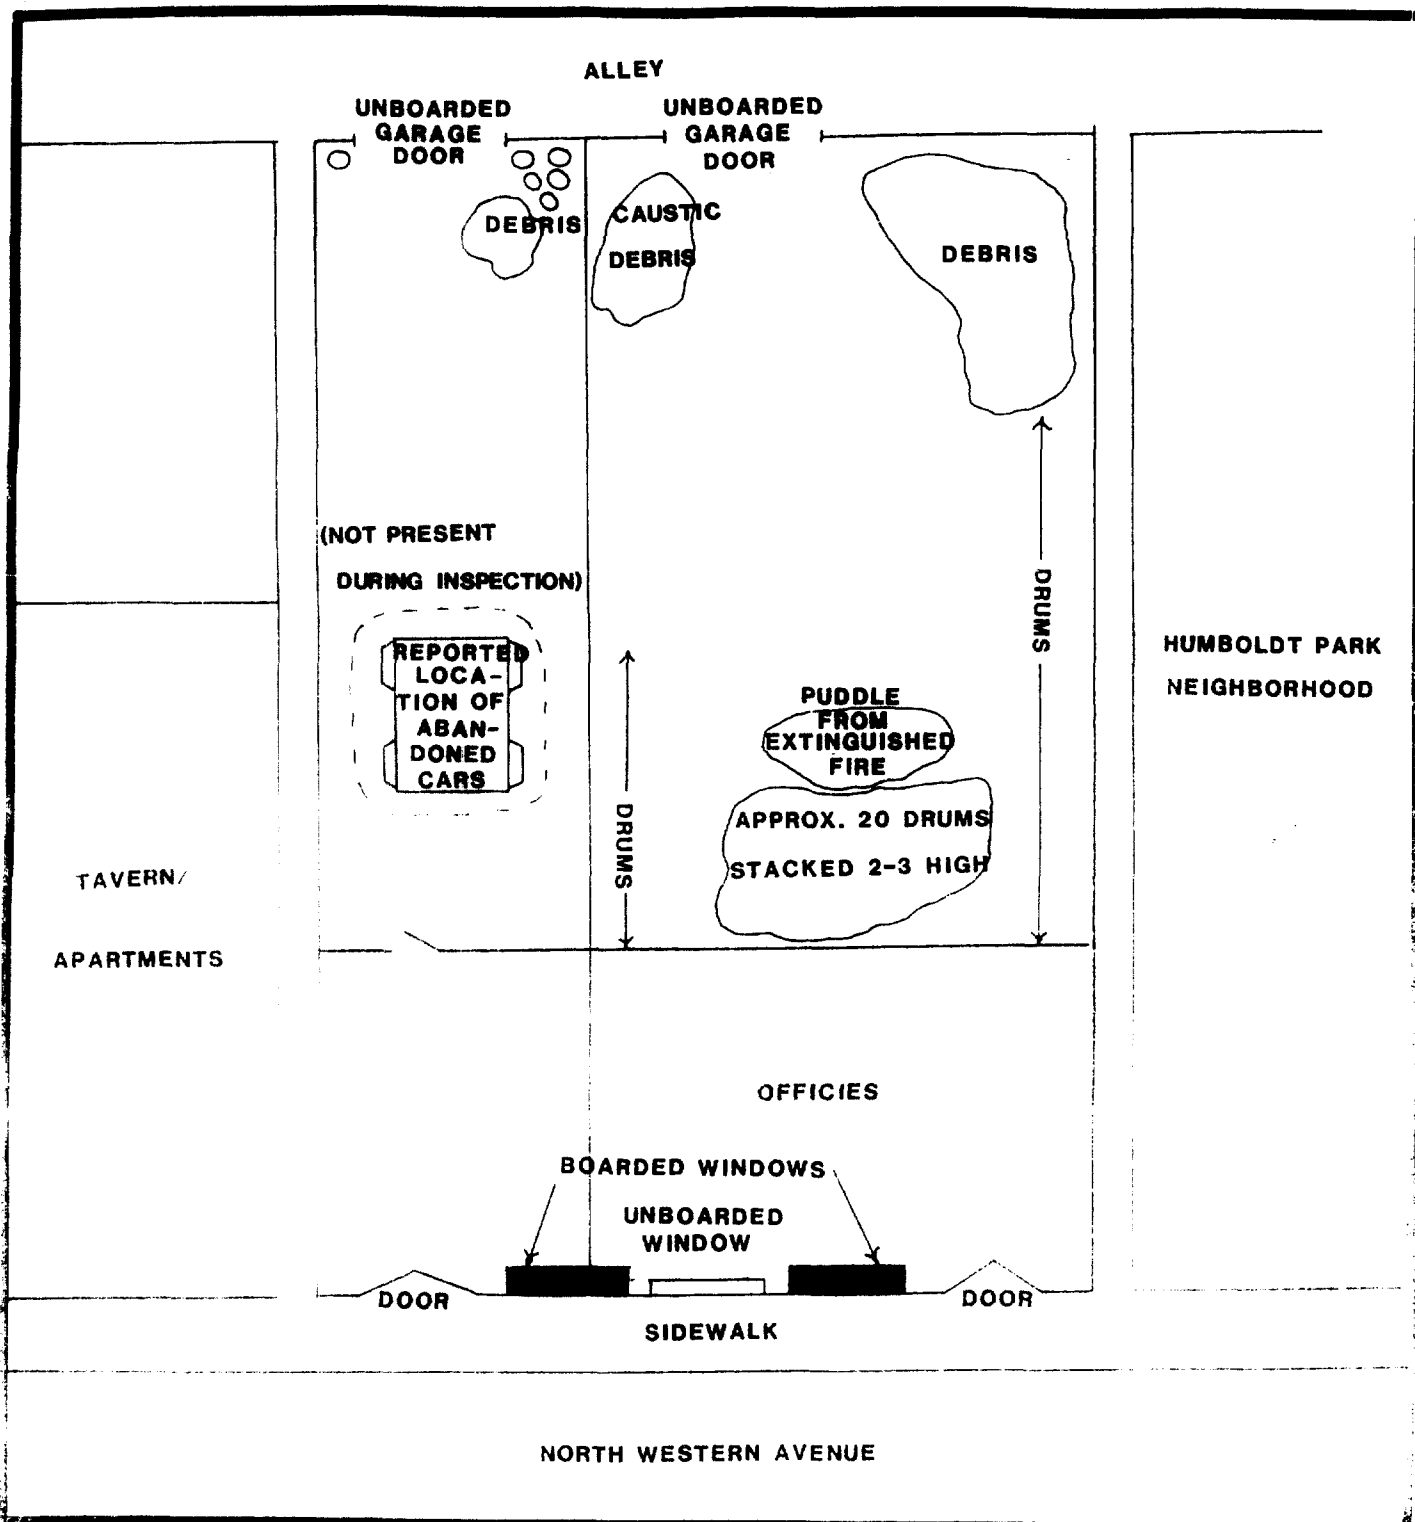 ALLEY
UNBOARDED
GARAGE
DOOR
UNBOARDED
GARAGE
DOOR
DEBRIS
CAUSTIC
DEBRIS
DEBRIS
(NOT PRESENT
DURING INSPECTION)
REPORTED
LOCA-
TION OF
ABAN-
DONED
CARS
DRUMS
DRUMS
PUDDLE
FROM
EXTINGUISHED
FIRE
APPROX. 20 DRUMS
STACKED 2-3 HIGH
HUMBOLDT PARK
NEIGHBORHOOD
TAVERN/
APARTMENTS
OFFICIES
BOARDED WINDOWS
UNBOARDED
WINDOW
DOOR
DOOR
SIDEWALK
NORTH WESTERN AVENUE